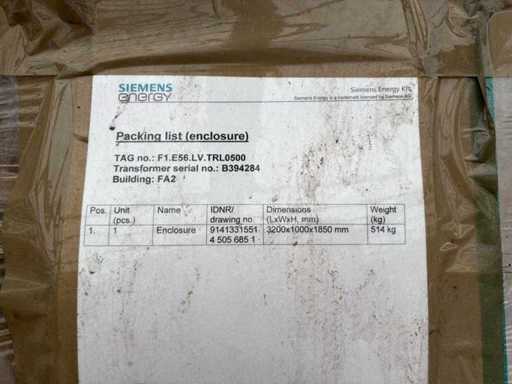 SIEMENS
energy
Siemens Energy Kft.
Siemens Energy is a trademark licensed by Siemens AG.
Packing list (enclosure)
TAG no.: F1.E56.LV.TRL0500
Transformer serial no.: B394284
Building: FA2
Pos. Unit (pcs.) Name IDNR/ drawing no Dimensions (LxWxH, mm) Weight (kg)
1. 1 Enclosure 9141331551 3200x1000x1850 mm 514 kg
4 505 685 1